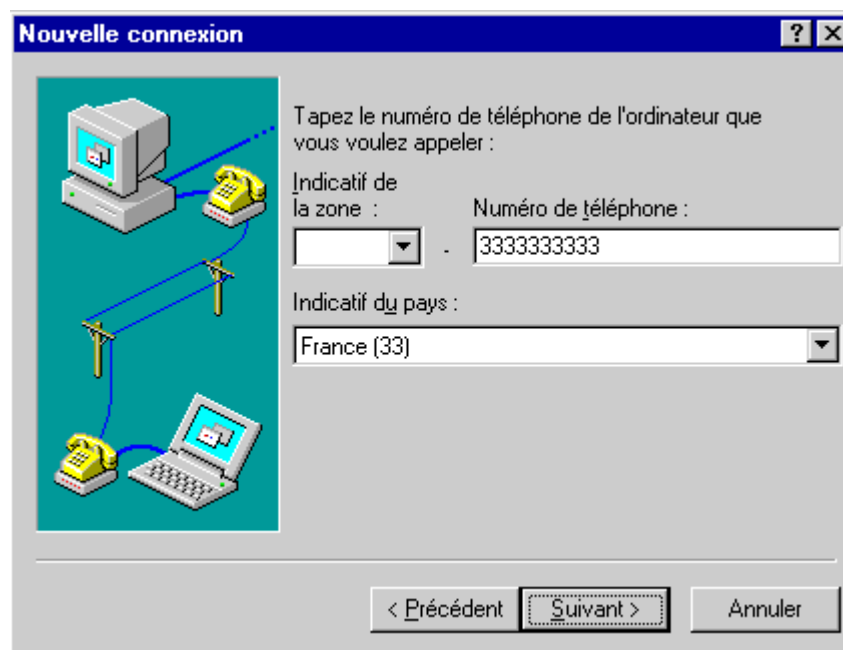 Nouvelle connexion
Tapez le numéro de téléphone de l'ordinateur que
vous voulez appeler :
Indicatif de
la zone :
Numéro de téléphone :
- 3333333333
Indicatif du pays :
France (33)
< Précédent
Suivant >
Annuler